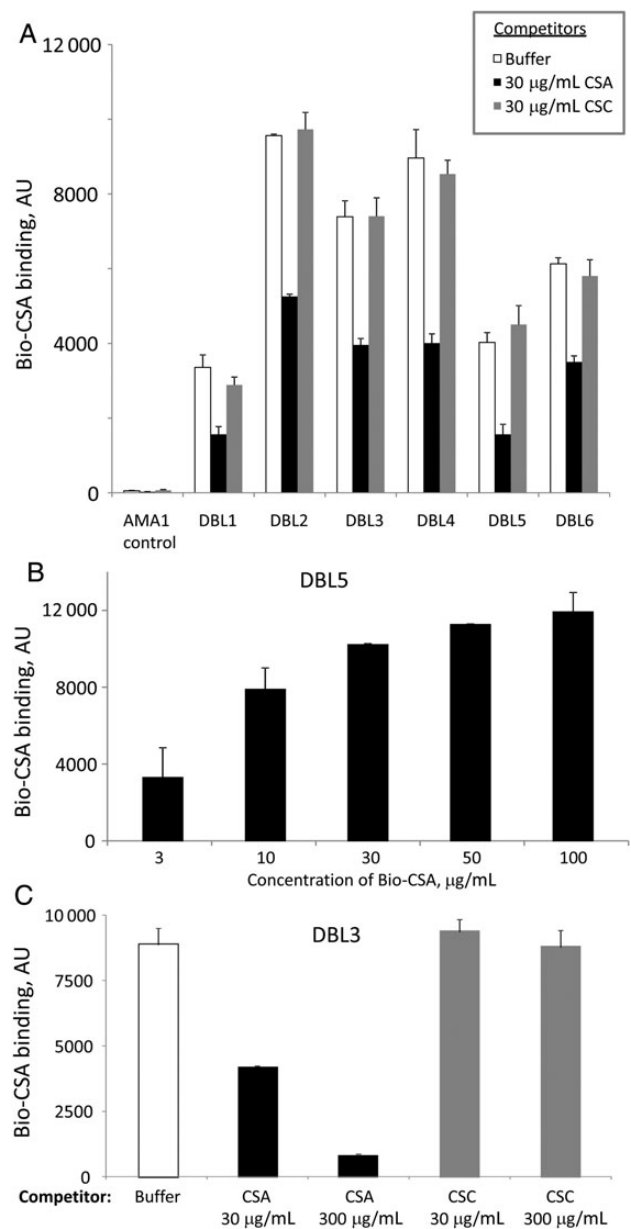 A
12 000
8000
4000
0
Bio-CSA binding, AU
Competitors
Buffer
30 µg/mL CSA
30 µg/mL CSC
AMA1 control DBL1 DBL2 DBL3 DBL4 DBL5 DBL6
B
DBL5
12 000
8000
4000
0
Bio-CSA binding, AU
3 10 30 50 100
Concentration of Bio-CSA, µg/mL
C
DBL3
10 000
7500
5000
2500
0
Bio-CSA binding, AU
Competitor: Buffer CSA CSA CSC CSC
30 µg/mL 300 µg/mL 30 µg/mL 300 µg/mL